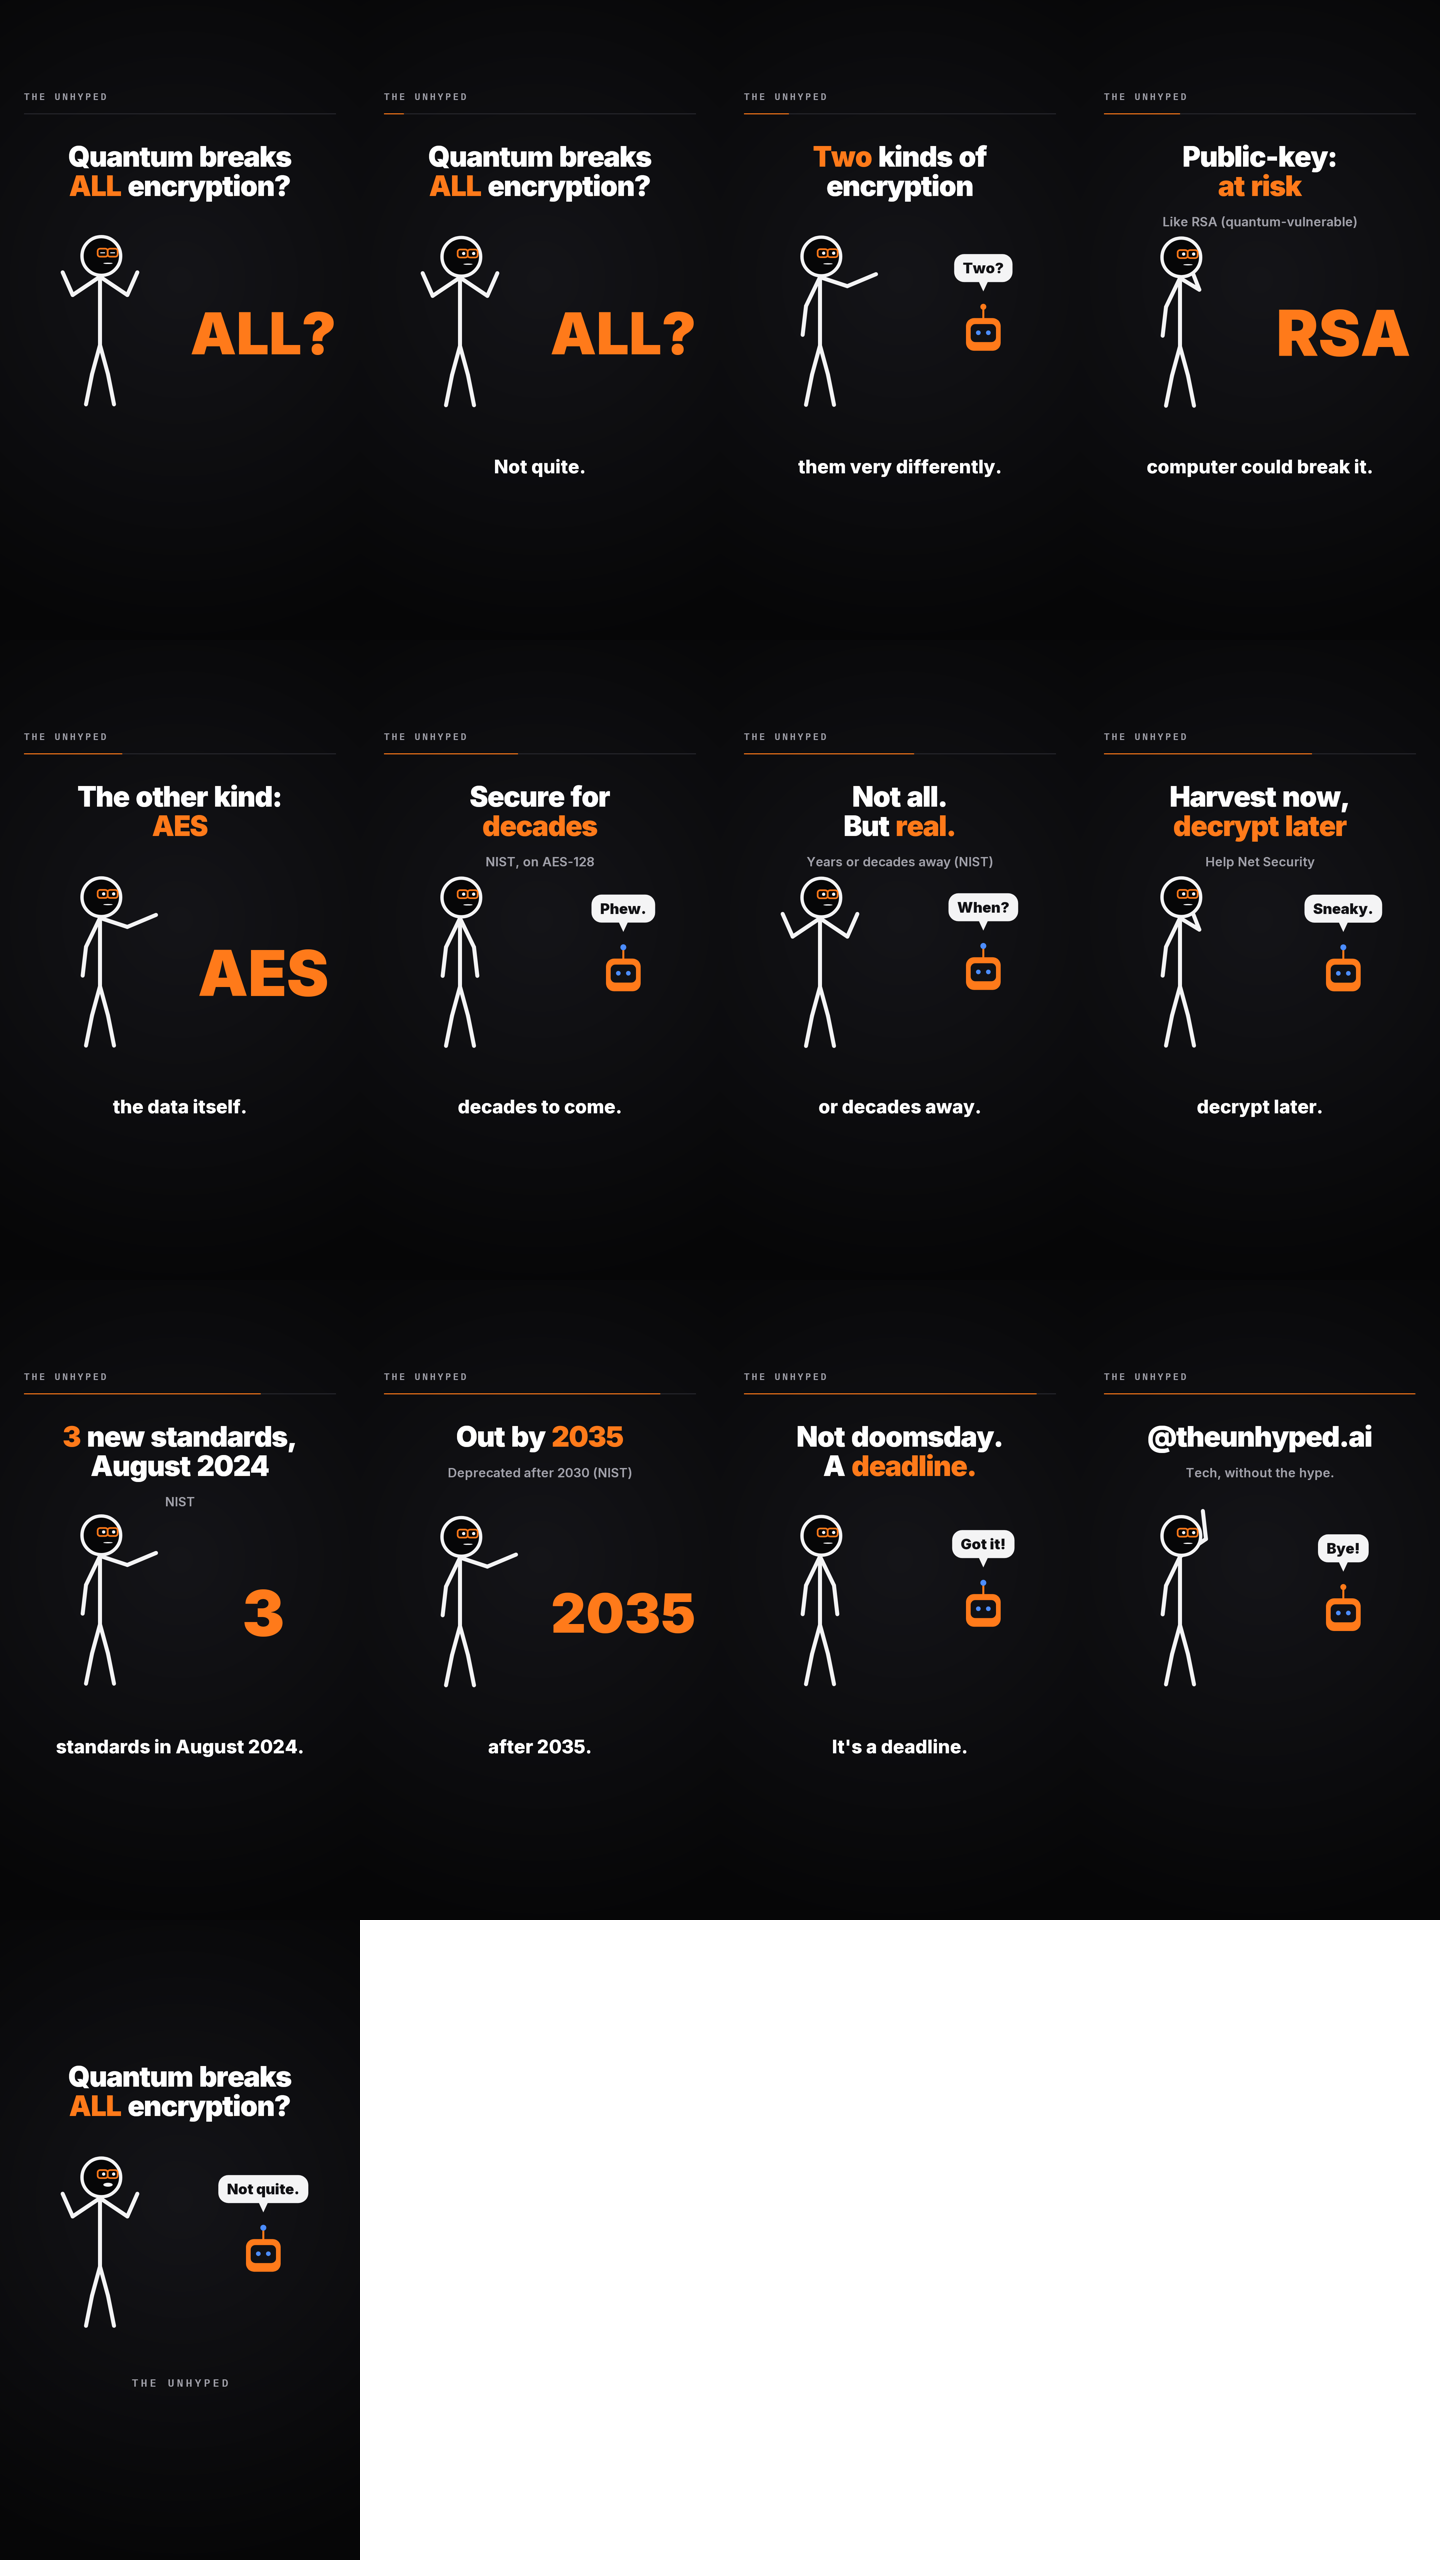 THE UNHYPED
Quantum breaks
ALL encryption?
ALL?
THE UNHYPED
Quantum breaks
ALL encryption?
ALL?
Not quite.
THE UNHYPED
Two kinds of
encryption
Two?
them very differently.
THE UNHYPED
Public-key:
at risk
Like RSA (quantum-vulnerable)
RSA
computer could break it.
THE UNHYPED
The other kind:
AES
AES
the data itself.
THE UNHYPED
Secure for
decades
NIST, on AES-128
Phew.
decades to come.
THE UNHYPED
Not all.
But real.
Years or decades away (NIST)
When?
or decades away.
THE UNHYPED
Harvest now,
decrypt later
Help Net Security
Sneaky.
decrypt later.
THE UNHYPED
3 new standards,
August 2024
NIST
3
standards in August 2024.
THE UNHYPED
Out by 2035
Deprecated after 2030 (NIST)
2035
after 2035.
THE UNHYPED
Not doomsday.
A deadline.
Got it!
It's a deadline.
THE UNHYPED
@theunhyped.ai
Tech, without the hype.
Bye!
Quantum breaks
ALL encryption?
Not quite.
THE UNHYPED